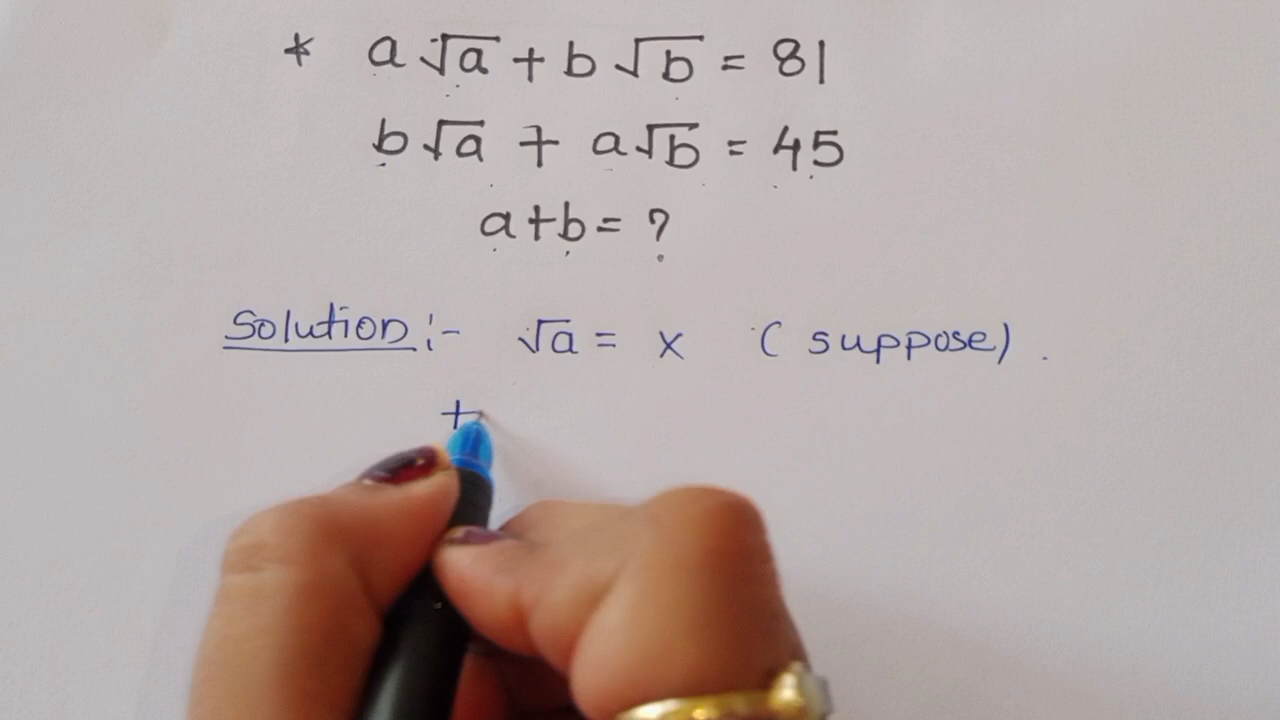 * a√a + b√b = 81
b√a + a√b = 45
a+b= ?
Solution :- √a = x (suppose).
+